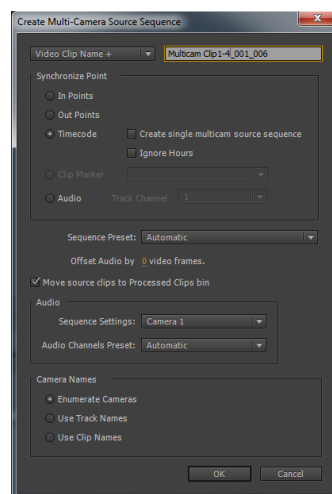 Create Multi-Camera Source Sequence
Video Clip Name + Multicam Clip1-4_001_006
Synchronize Point
In Points
Out Points
Timecode Create single multicam source sequence
Ignore Hours
Clip Marker
Audio Track Channel 1
Sequence Preset: Automatic
Offset Audio by 0 video frames.
Move source clips to Processed Clips bin
Audio
Sequence Settings: Camera 1
Audio Channels Preset: Automatic
Camera Names
Enumerate Cameras
Use Track Names
Use Clip Names
OK Cancel